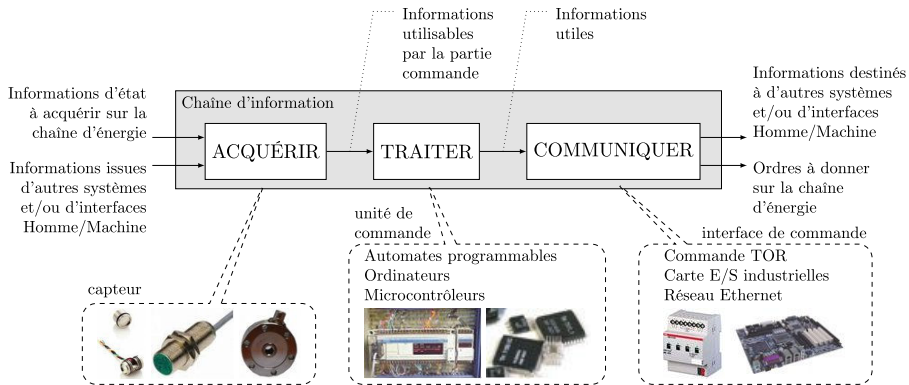 Informations
utilisables
par la partie
commande
Informations
utiles
Informations d'état
à acquérir sur la
chaîne d'énergie
Informations issues
d'autres systèmes
et/ou d'interfaces
Homme/Machine
Chaîne d'information
ACQUÉRIR
TRAITER
COMMUNIQUER
Informations destinés
à d'autres systèmes
et/ou d'interfaces
Homme/Machine
Ordres à donner
sur la chaîne
d'énergie
capteur
unité de
commande
Automates programmables
Ordinateurs
Microcontrôleurs
interface de commande
Commande TOR
Carte E/S industrielles
Réseau Ethernet